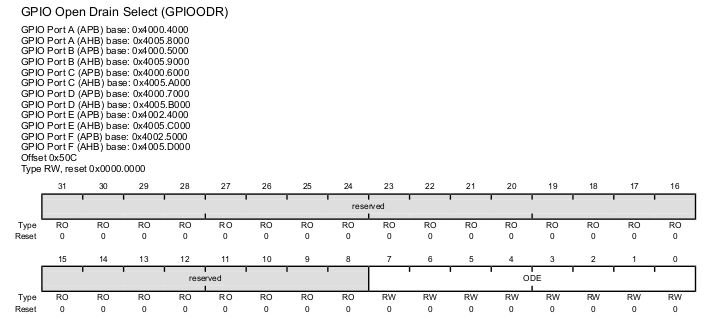 GPIO Open Drain Select (GPIOODR)
GPIO Port A (APB) base: 0x4000.4000
GPIO Port A (AHB) base: 0x4005.8000
GPIO Port B (APB) base: 0x4000.5000
GPIO Port B (AHB) base: 0x4005.9000
GPIO Port C (APB) base: 0x4000.6000
GPIO Port C (AHB) base: 0x4005.A000
GPIO Port D (APB) base: 0x4000.7000
GPIO Port D (AHB) base: 0x4005.B000
GPIO Port E (APB) base: 0x4002.4000
GPIO Port E (AHB) base: 0x4005.C000
GPIO Port F (APB) base: 0x4002.5000
GPIO Port F (AHB) base: 0x4005.D000
Offset 0x50C
Type RW, reset 0x0000.0000
31 30 29 28 27 26 25 24 23 22 21 20 19 18 17 16
reserved
Type RO RO RO RO RO RO RO RO RO RO RO RO RO RO RO RO
Reset 0 0 0 0 0 0 0 0 0 0 0 0 0 0 0 0
15 14 13 12 11 10 9 8 7 6 5 4 3 2 1 0
reserved ODE
Type RO RO RO RO RO RO RO RO RW RW RW RW RW RW RW RW
Reset 0 0 0 0 0 0 0 0 0 0 0 0 0 0 0 0